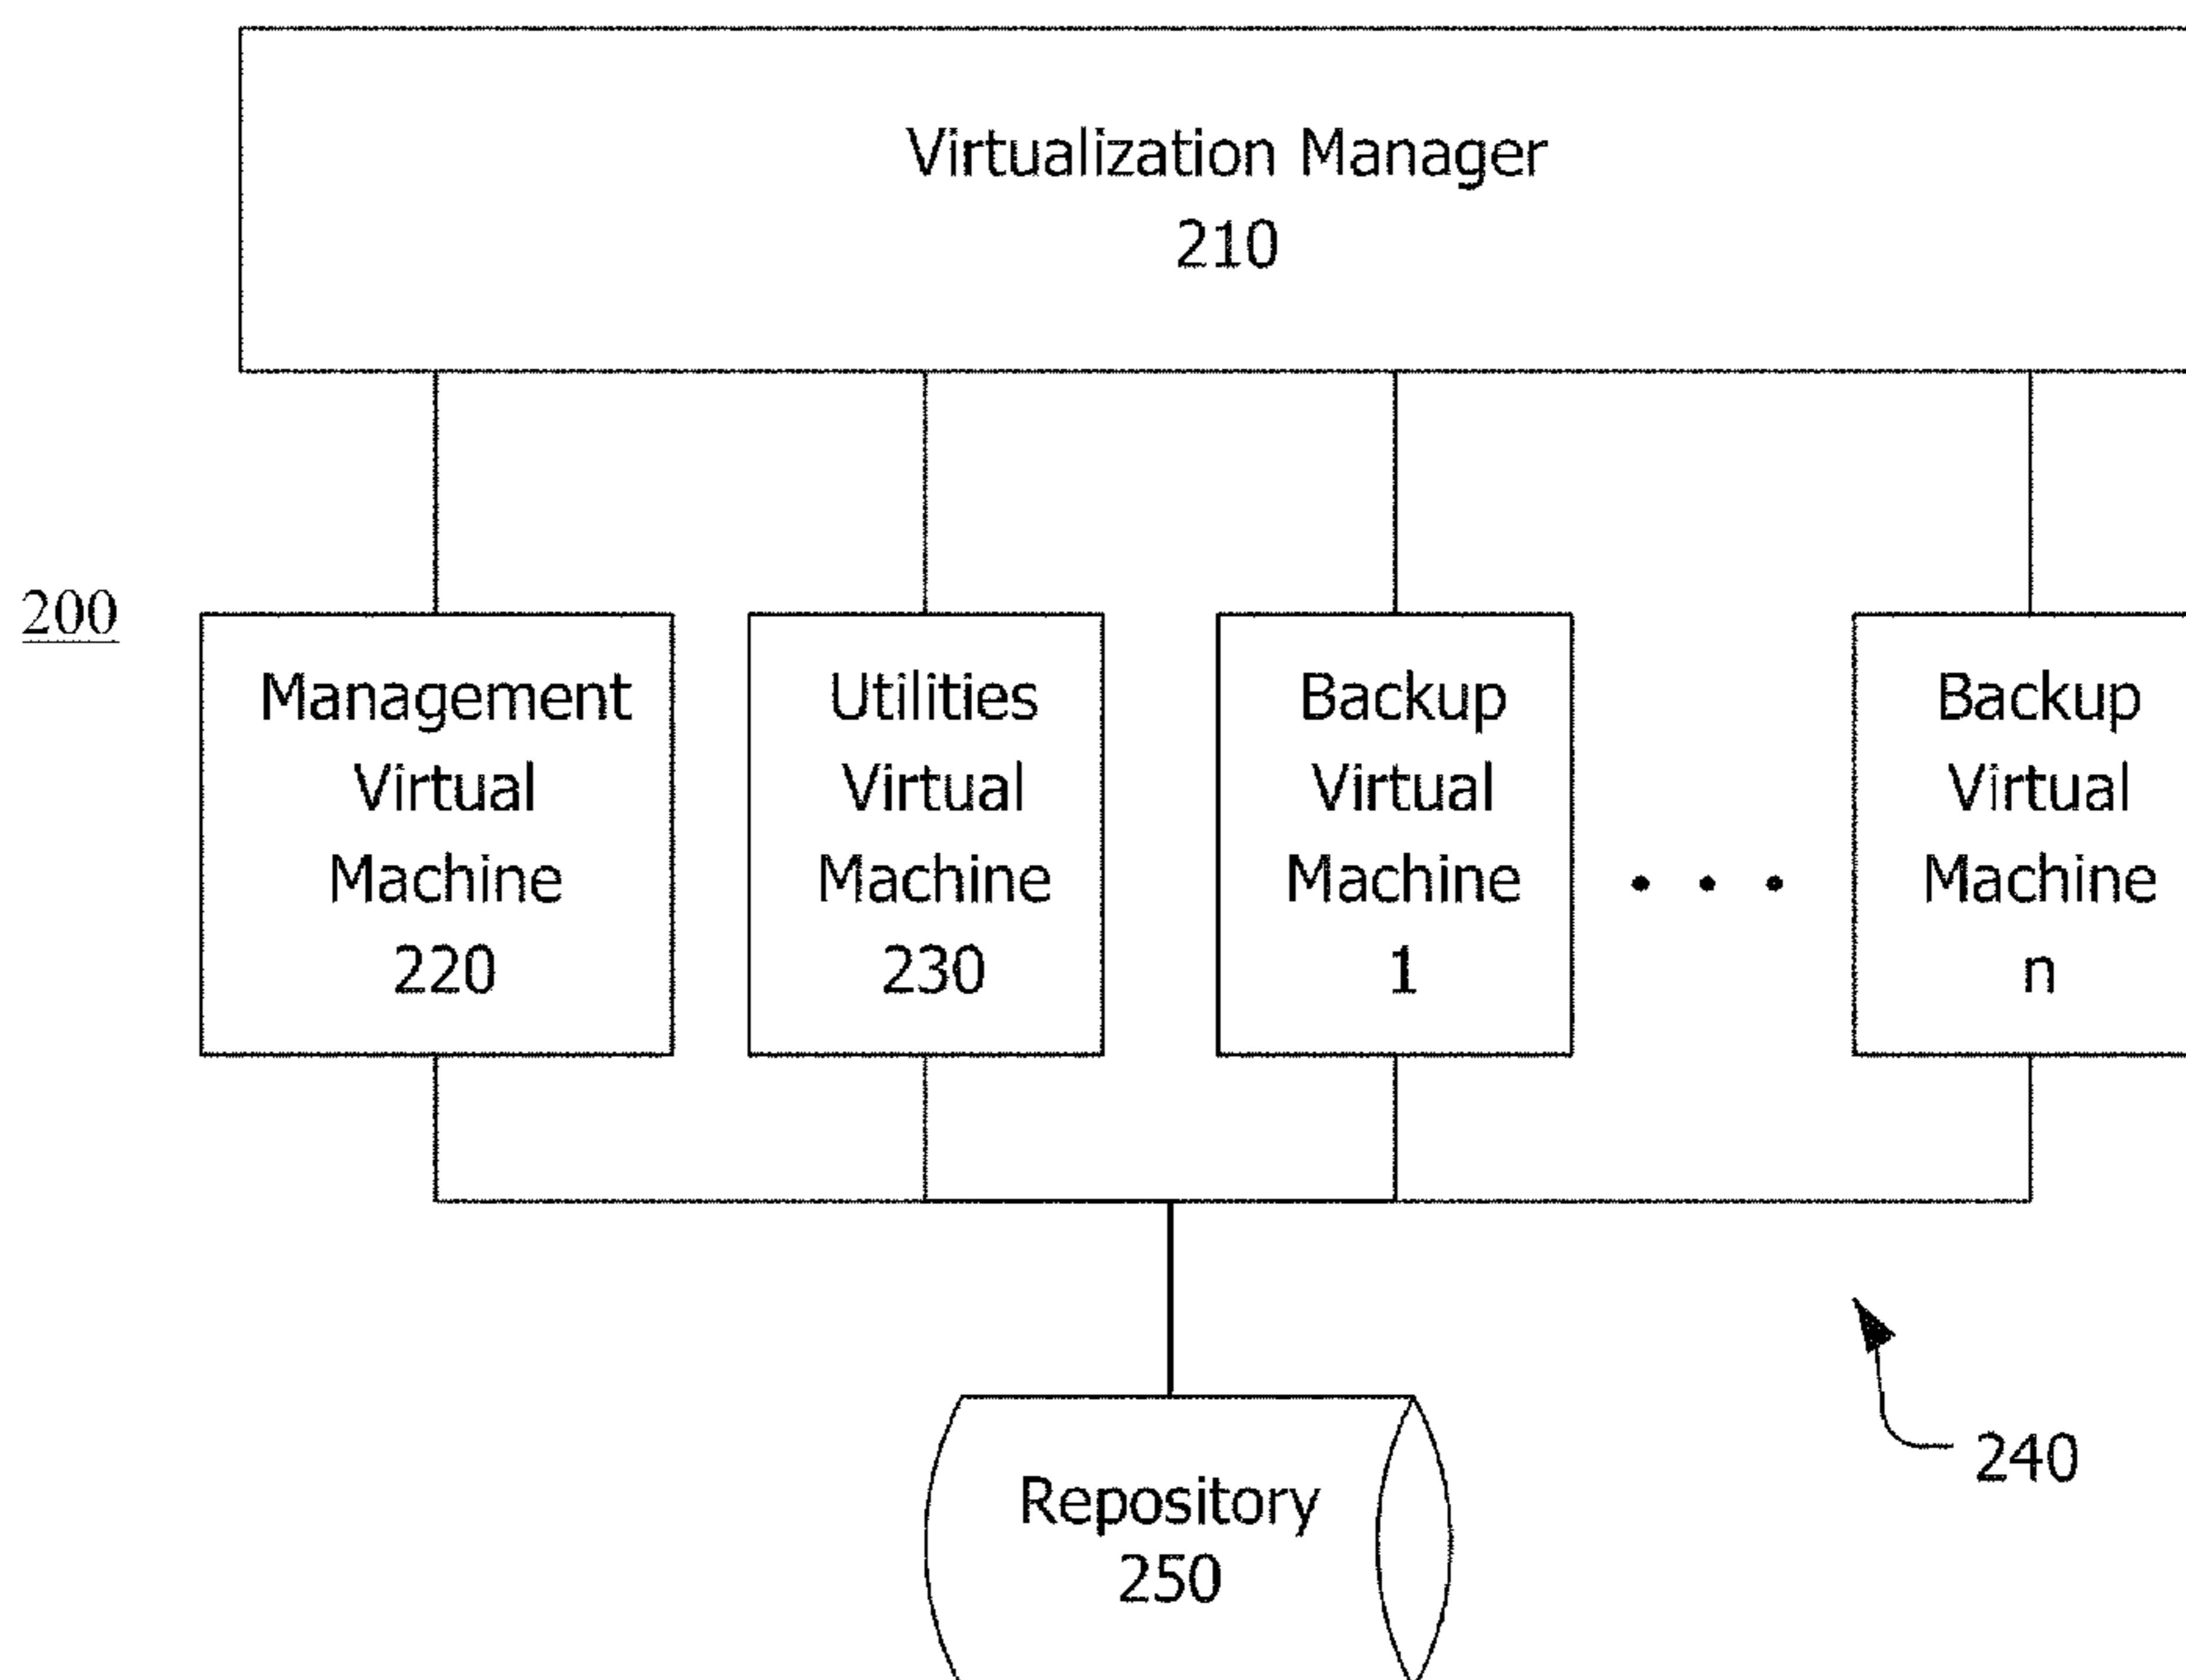 Virtualization Manager
210
200
Management
Virtual
Machine
220
Utilities
Virtual
Machine
230
Backup
Virtual
Machine
1
• • •
Backup
Virtual
Machine
n
240
Repository
250